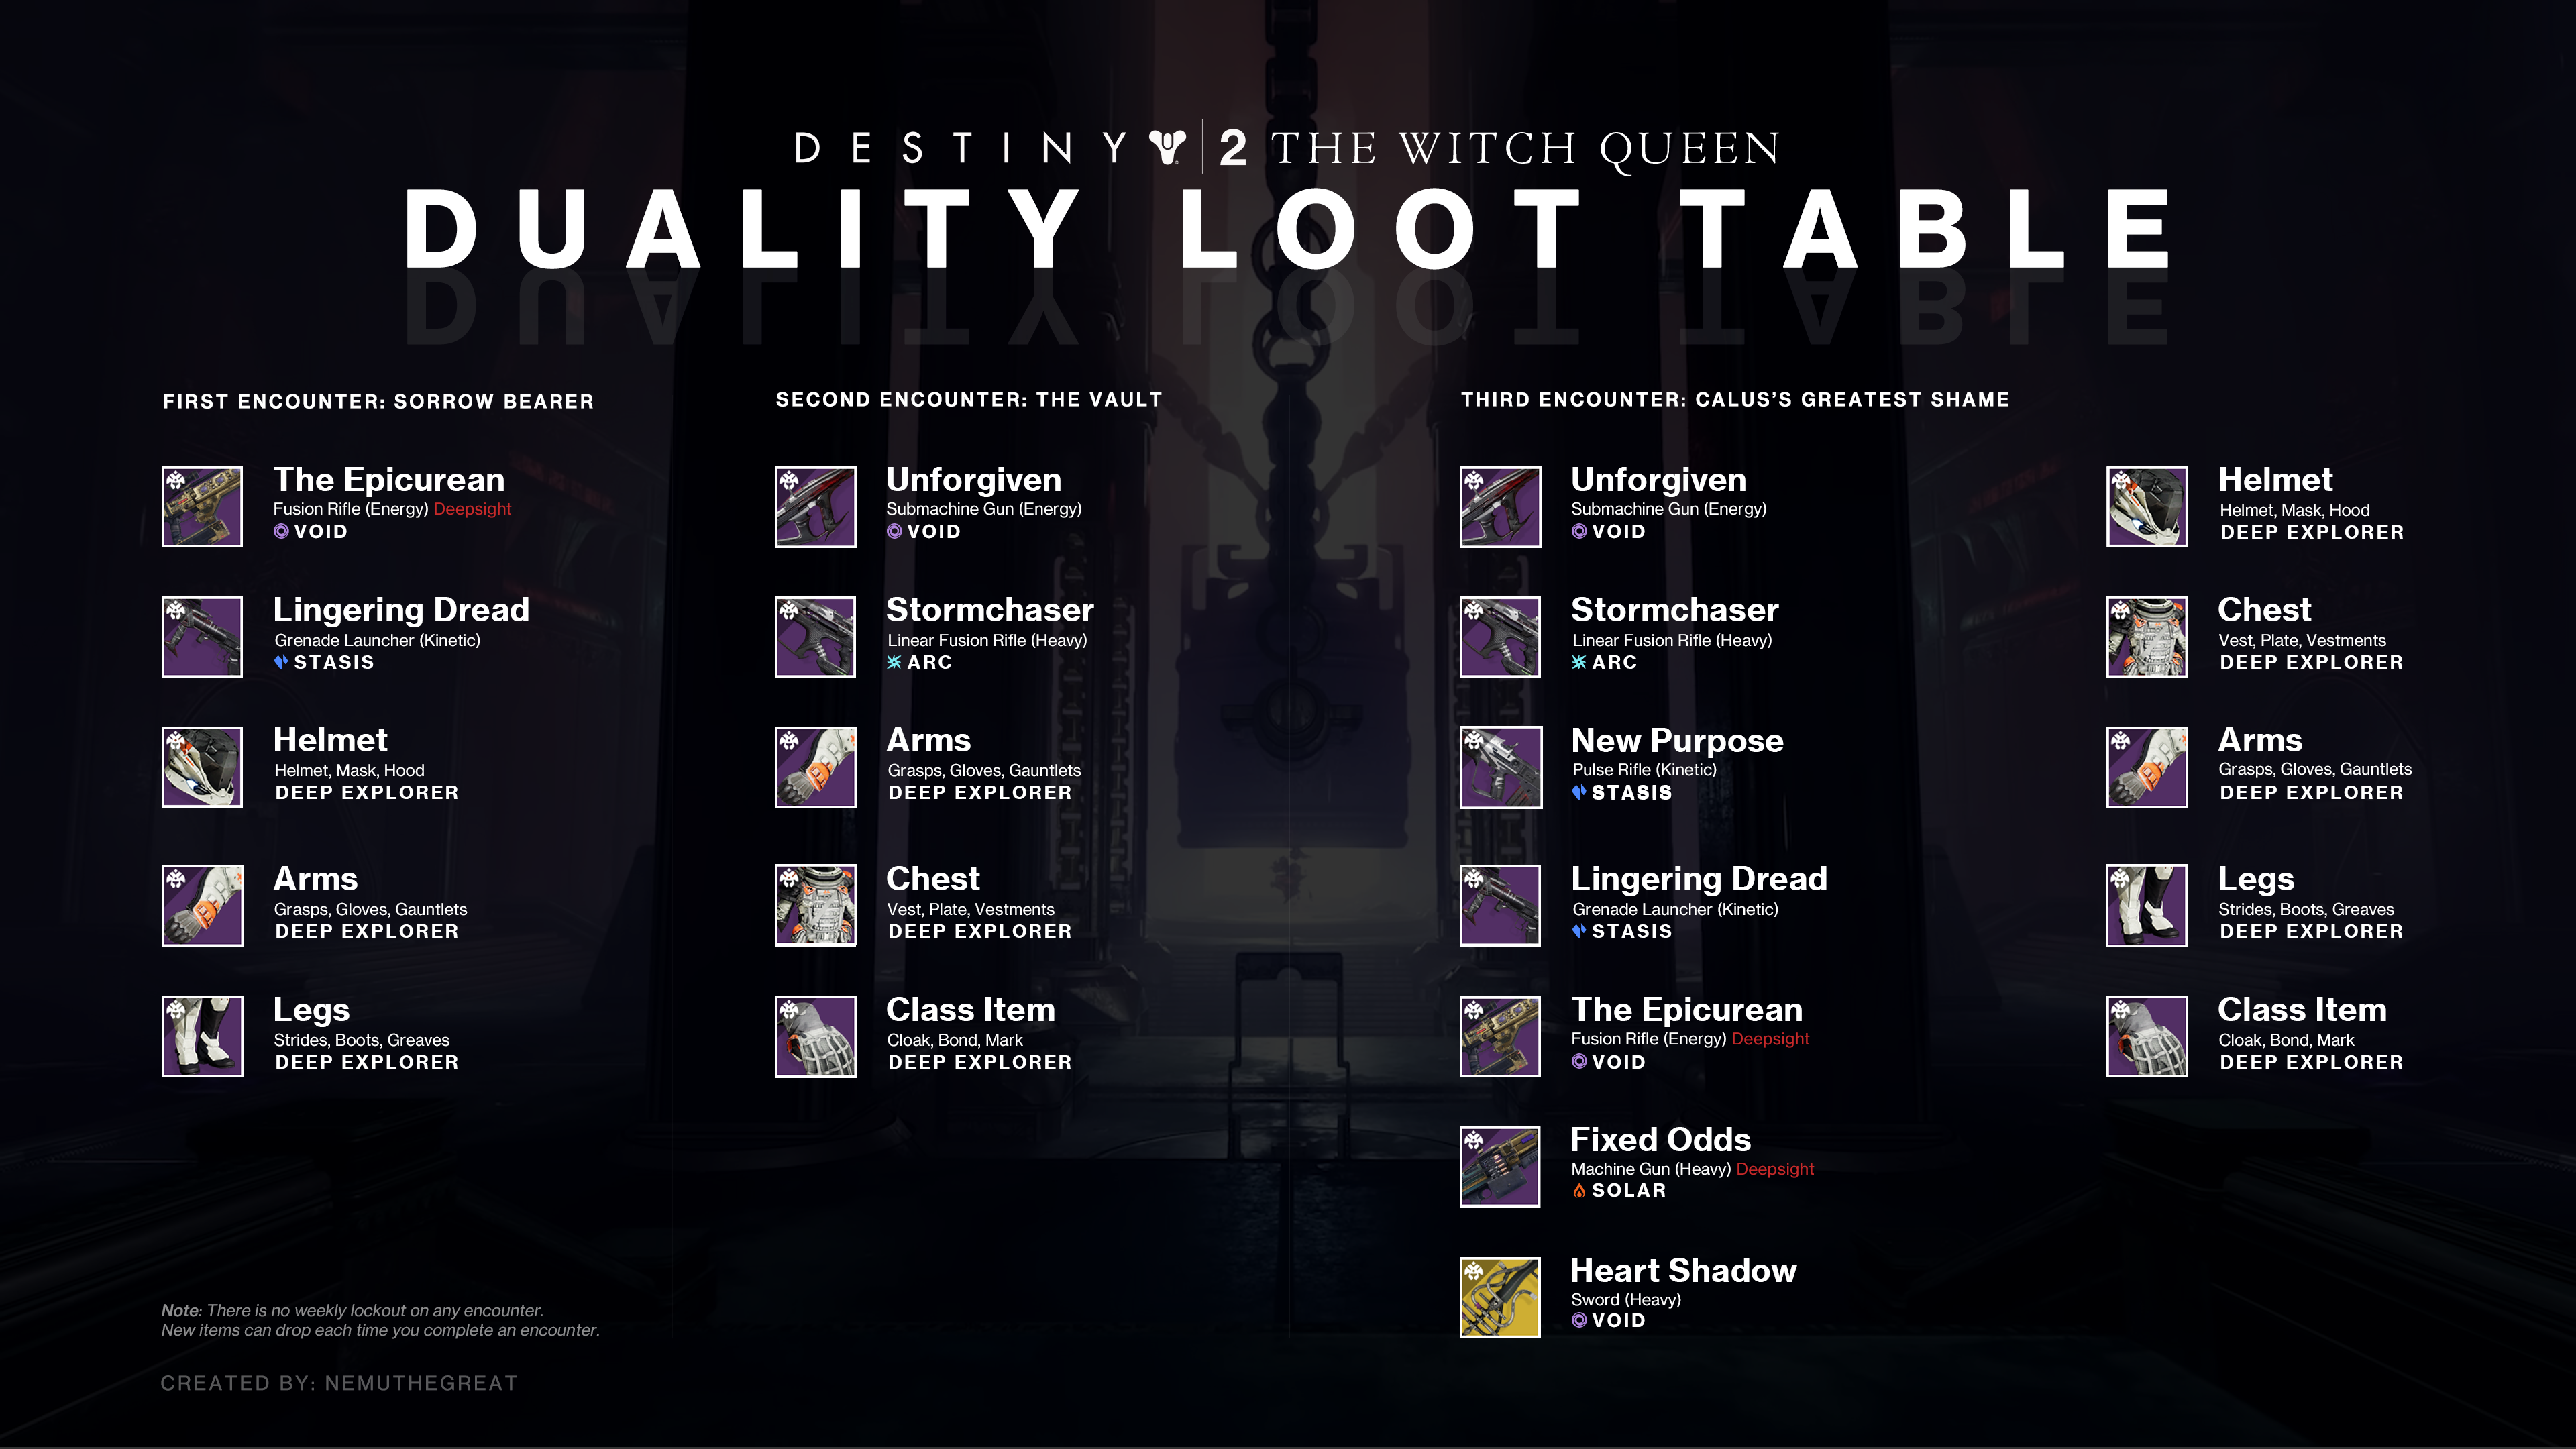 DESTINY 2 THE WITCH QUEEN
DUALITY LOOT TABLE
FIRST ENCOUNTER: SORROW BEARER
The Epicurean
Fusion Rifle (Energy) Deepsight
VOID
Lingering Dread
Grenade Launcher (Kinetic)
STASIS
Helmet
Helmet, Mask, Hood
DEEP EXPLORER
Arms
Grasps, Gloves, Gauntlets
DEEP EXPLORER
Legs
Strides, Boots, Greaves
DEEP EXPLORER
SECOND ENCOUNTER: THE VAULT
Unforgiven
Submachine Gun (Energy)
VOID
Stormchaser
Linear Fusion Rifle (Heavy)
ARC
Arms
Grasps, Gloves, Gauntlets
DEEP EXPLORER
Chest
Vest, Plate, Vestments
DEEP EXPLORER
Class Item
Cloak, Bond, Mark
DEEP EXPLORER
THIRD ENCOUNTER: CALUS’S GREATEST SHAME
Unforgiven
Submachine Gun (Energy)
VOID
Stormchaser
Linear Fusion Rifle (Heavy)
ARC
New Purpose
Pulse Rifle (Kinetic)
STASIS
Lingering Dread
Grenade Launcher (Kinetic)
STASIS
The Epicurean
Fusion Rifle (Energy) Deepsight
VOID
Fixed Odds
Machine Gun (Heavy) Deepsight
SOLAR
Heart Shadow
Sword (Heavy)
VOID
Helmet
Helmet, Mask, Hood
DEEP EXPLORER
Chest
Vest, Plate, Vestments
DEEP EXPLORER
Arms
Grasps, Gloves, Gauntlets
DEEP EXPLORER
Legs
Strides, Boots, Greaves
DEEP EXPLORER
Class Item
Cloak, Bond, Mark
DEEP EXPLORER
Note: There is no weekly lockout on any encounter.
New items can drop each time you complete an encounter.
CREATED BY: NEMUTHEGREAT